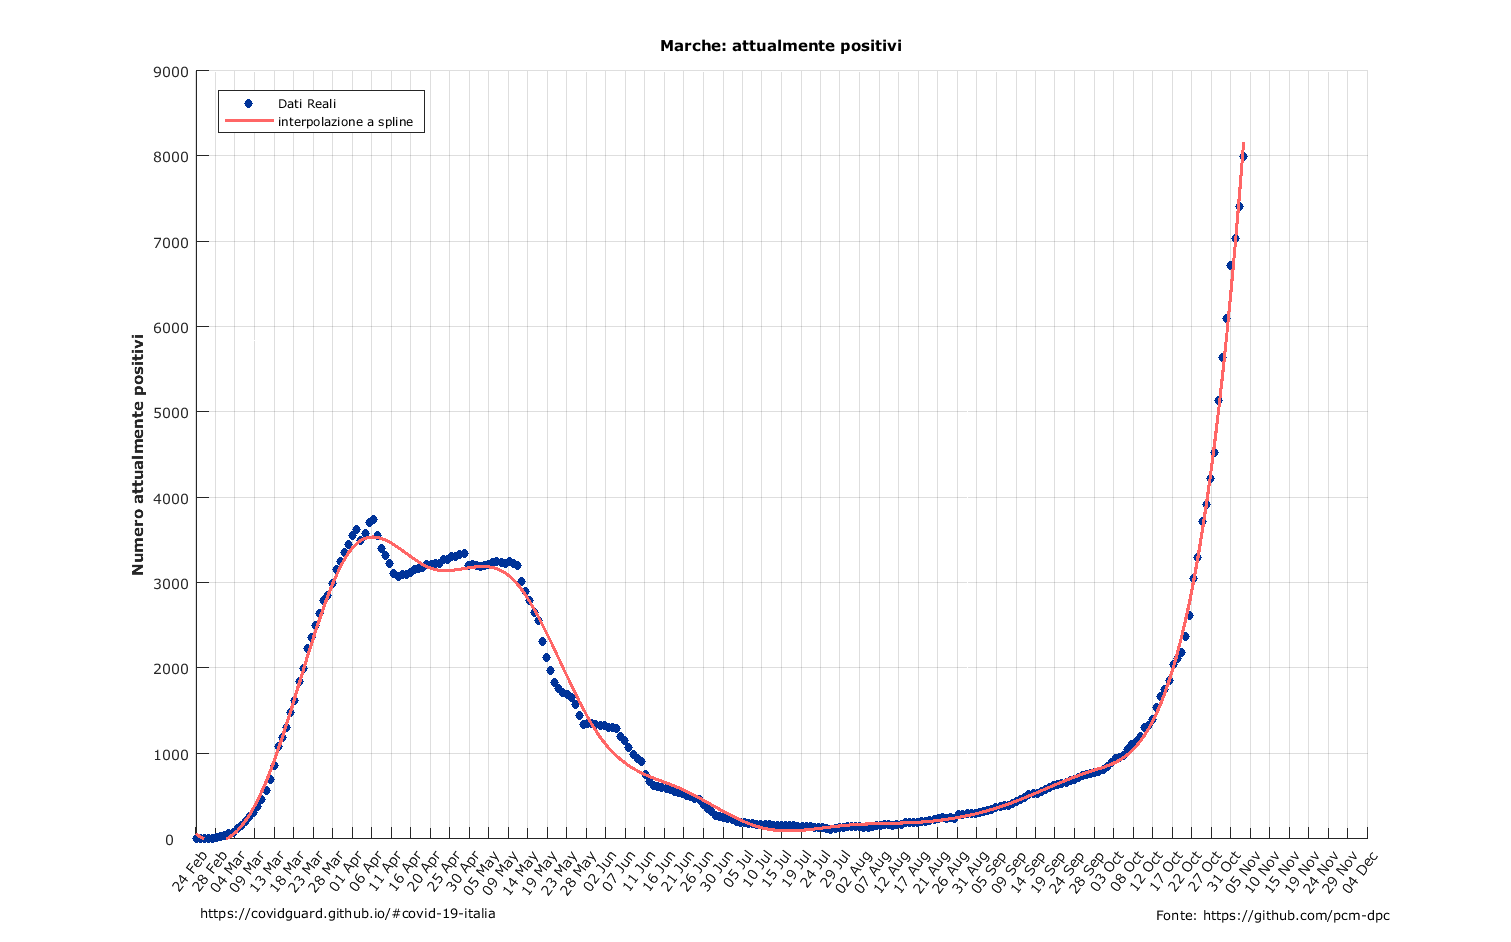 Marche: attualmente positivi
Dati Reali
interpolazione a spline
Numero attualmente positivi
9000
8000
7000
6000
5000
4000
3000
2000
1000
0
24 Feb
28 Feb
04 Mar
09 Mar
13 Mar
18 Mar
23 Mar
28 Mar
01 Apr
06 Apr
11 Apr
16 Apr
20 Apr
25 Apr
30 Apr
05 May
09 May
14 May
19 May
23 May
28 May
02 Jun
07 Jun
11 Jun
16 Jun
21 Jun
26 Jun
30 Jun
05 Jul
10 Jul
15 Jul
19 Jul
24 Jul
29 Jul
02 Aug
07 Aug
12 Aug
17 Aug
21 Aug
26 Aug
31 Aug
05 Sep
09 Sep
14 Sep
19 Sep
24 Sep
28 Sep
03 Oct
08 Oct
12 Oct
17 Oct
22 Oct
27 Oct
31 Oct
05 Nov
10 Nov
15 Nov
19 Nov
24 Nov
29 Nov
04 Dec
https://covidguard.github.io/#covid-19-italia
Fonte: https://github.com/pcm-dpc